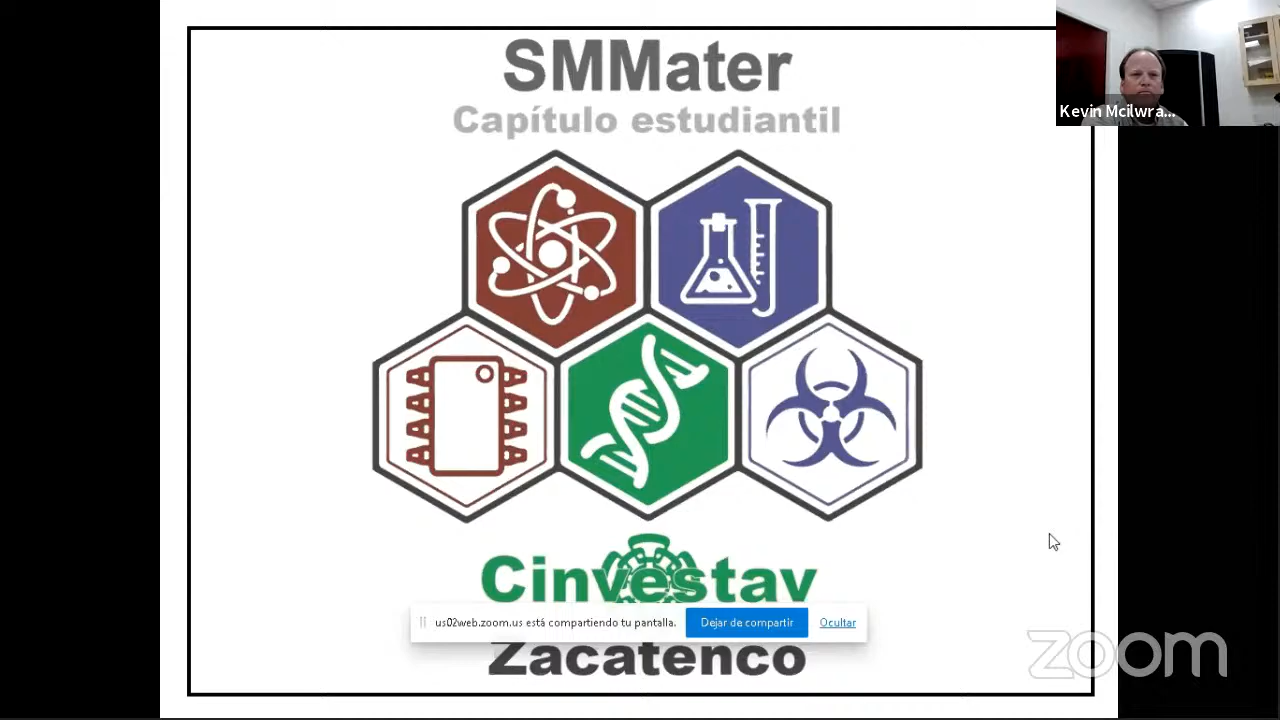 SMMater
Capítulo estudiantil
Kevin Mcilwra...
Cinvestav
us02web.zoom.us está compartiendo tu pantalla. Dejar de compartir Ocultar
Zacatenco
zoom